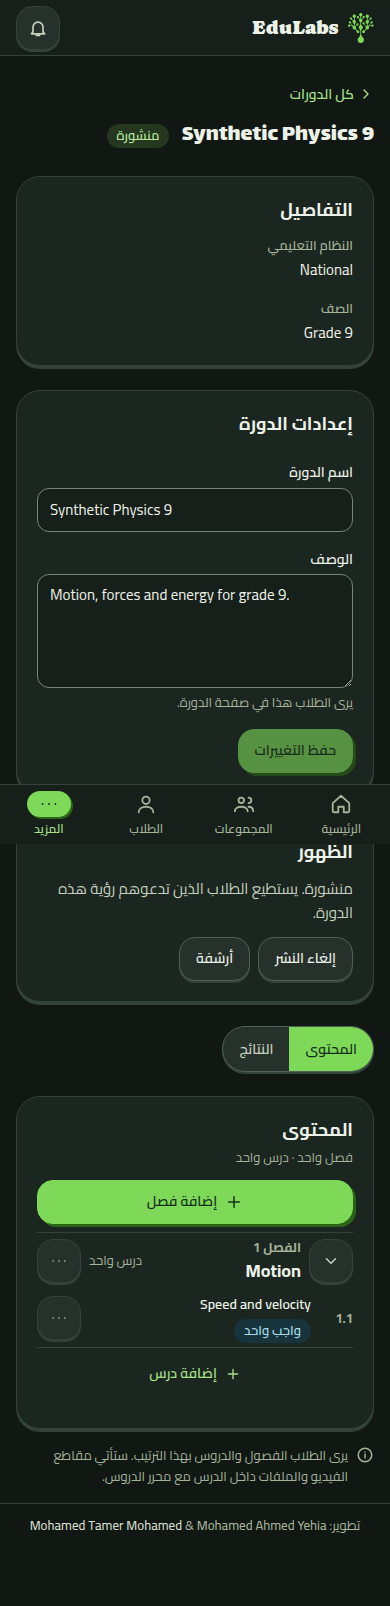 EduLabs
كل الدورات
Synthetic Physics 9 منشورة
التفاصيل
النظام التعليمي
National
الصف
Grade 9
إعدادات الدورة
اسم الدورة
Synthetic Physics 9
الوصف
Motion, forces and energy for grade 9.
يرى الطلاب هذا في صفحة الدورة.
حفظ التغييرات
الرئيسية المجموعات الطلاب المزيد
الظهور
منشورة. يستطيع الطلاب الذين تدعوهم رؤية هذه
الدورة.
إلغاء النشر أرشفة
المحتوى النتائج
المحتوى
فصل واحد · درس واحد
+ إضافة فصل
الفصل 1 درس واحد
Motion
1.1 Speed and velocity
واجب واحد
+ إضافة درس
يرى الطلاب الفصول والدروس بهذا الترتيب. ستأتي مقاطع
الفيديو والملفات داخل الدرس مع محرر الدروس.
تطوير: Mohamed Tamer Mohamed & Mohamed Ahmed Yehia